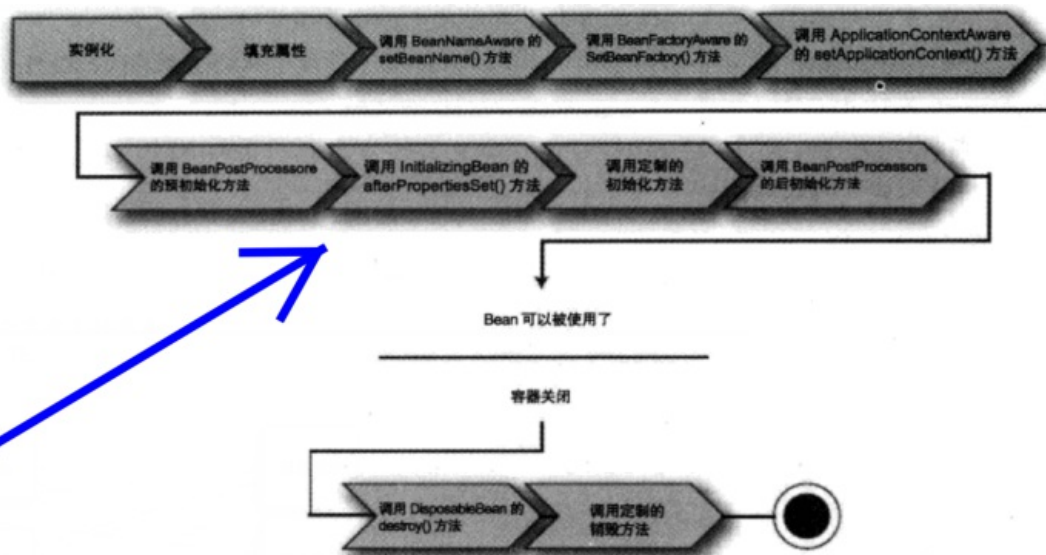 实例化
填充属性
调用 BeanNameAware 的
setBeanName() 方法
调用 BeanFactoryAware 的
SetBeanFactory() 方法
调用 ApplicationContextAware
的 setApplicationContext() 方法
调用 BeanPostProcessore
的预初始化方法
调用 InitializingBean 的
afterPropertiesSet() 方法
调用定制的
初始化方法
调用 BeanPostProcessors
的后初始化方法
Bean 可以被使用了
容器关闭
调用 DisposableBean 的
destroy() 方法
调用定制的
销毁方法